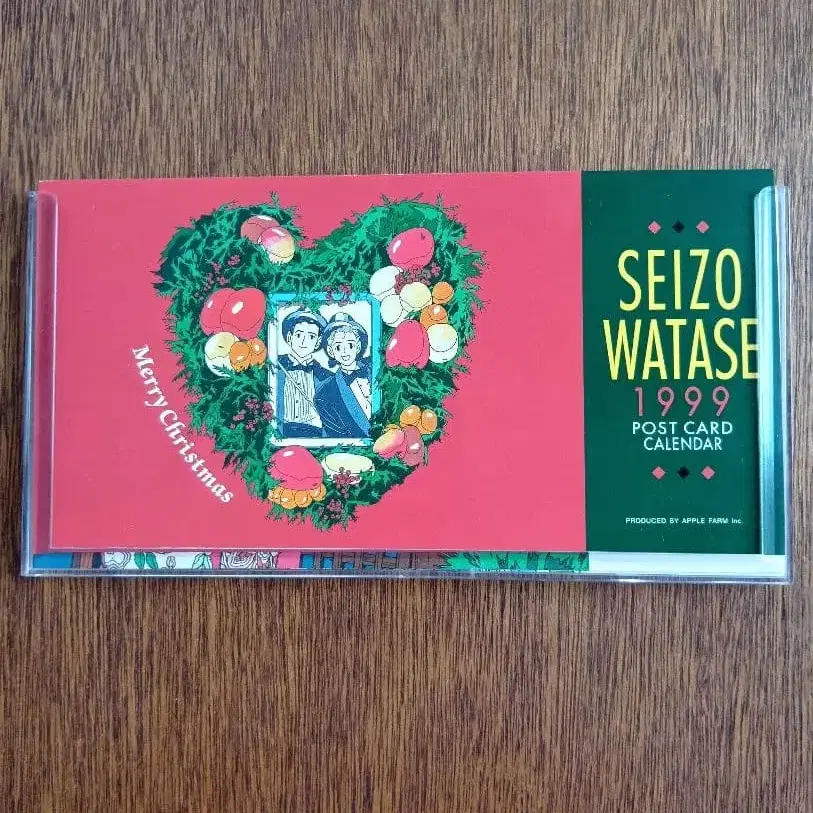 Merry Christmas
SEIZO
WATASE
1999
POST CARD
CALENDAR
PRODUCED BY APPLE FARM Inc.